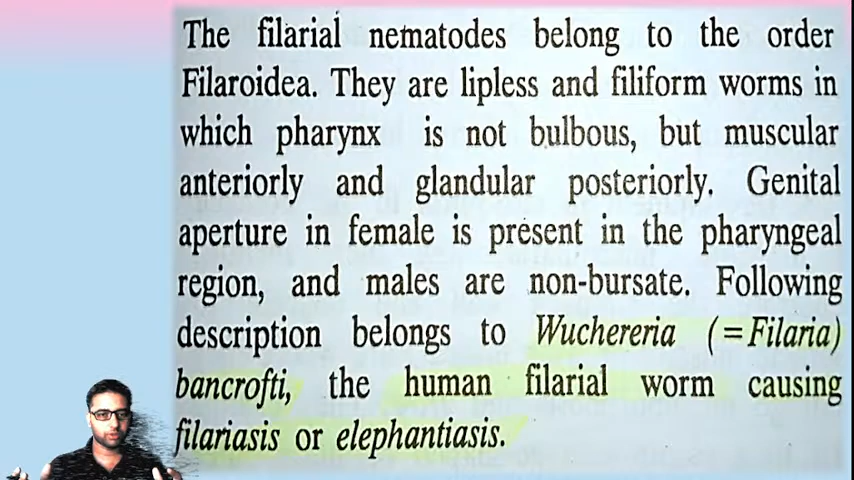 The filarial nematodes belong to the order
Filaroidea. They are lipless and filiform worms in
which pharynx is not bulbous, but muscular
anteriorly and glandular posteriorly. Genital
aperture in female is present in the pharyngeal
region, and males are non-bursate. Following
description belongs to Wuchereria (=Filaria)
bancrofti, the human filarial worm causing
filariasis or elephantiasis.